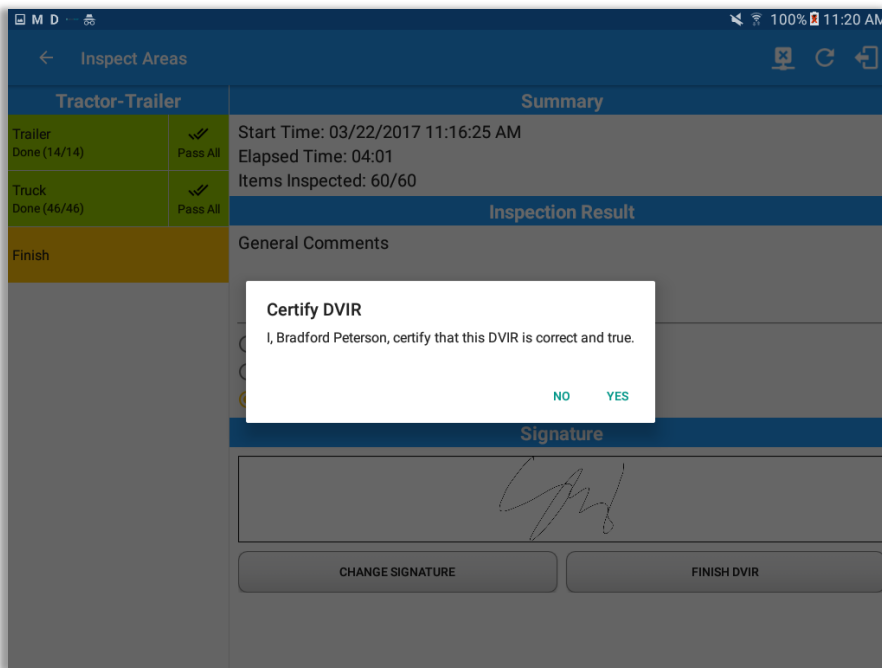 M D
100% 11:20 AM
Inspect Areas
Tractor-Trailer
Trailer
Done (14/14)
Pass All
Truck
Done (46/46)
Pass All
Finish
Summary
Start Time: 03/22/2017 11:16:25 AM
Elapsed Time: 04:01
Items Inspected: 60/60
Inspection Result
General Comments
Certify DVIR
I, Bradford Peterson, certify that this DVIR is correct and true.
NO YES
Signature
CHANGE SIGNATURE FINISH DVIR